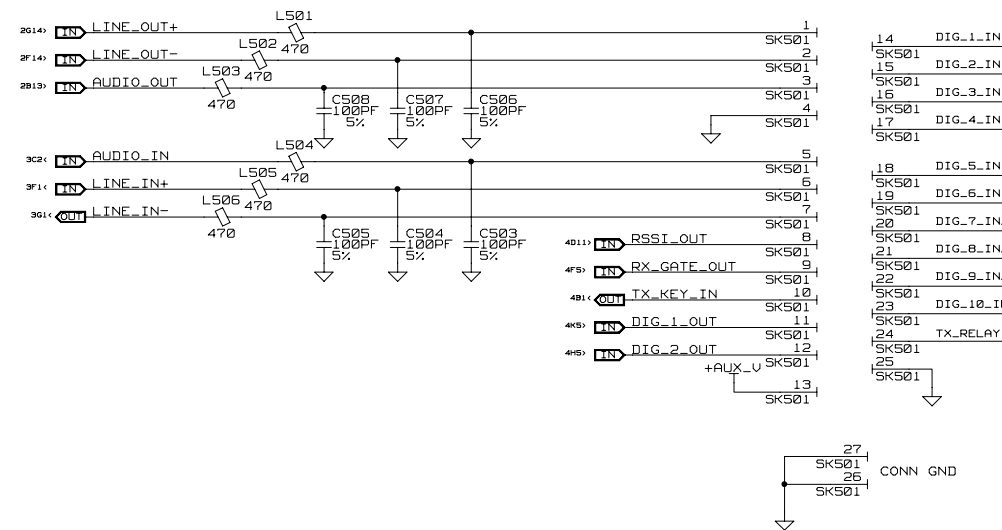 L501
2G14> IN LINE_OUT+ 470 1 SK501
L502
2F14> IN LINE_OUT- 470 2 SK501
L503
2B13> IN AUDIO_OUT 470 3 SK501
C508 100PF 5%
C507 100PF 5%
C506 100PF 5%
4 SK501
L504
3C2< IN AUDIO_IN 470 5 SK501
L505
3F1< IN LINE_IN+ 470 6 SK501
L506
3G1< OUT LINE_IN- 470 7 SK501
C505 100PF 5%
C504 100PF 5%
C503 100PF 5%
4D11> IN RSSI_OUT 8 SK501
4F5> IN RX_GATE_OUT 9 SK501
4B1< OUT TX_KEY_IN 10 SK501
4K5> IN DIG_1_OUT 11 SK501
4H5> IN DIG_2_OUT 12 SK501
+AUX_V 13 SK501
14 SK501 DIG_1_IN
15 SK501 DIG_2_IN
16 SK501 DIG_3_IN
17 SK501 DIG_4_IN
18 SK501 DIG_5_IN
19 SK501 DIG_6_IN
20 SK501 DIG_7_IN
21 SK501 DIG_8_IN
22 SK501 DIG_9_IN
23 SK501 DIG_10_I
24 SK501 TX_RELAY
25 SK501
27 SK501
26 SK501
CONN GND